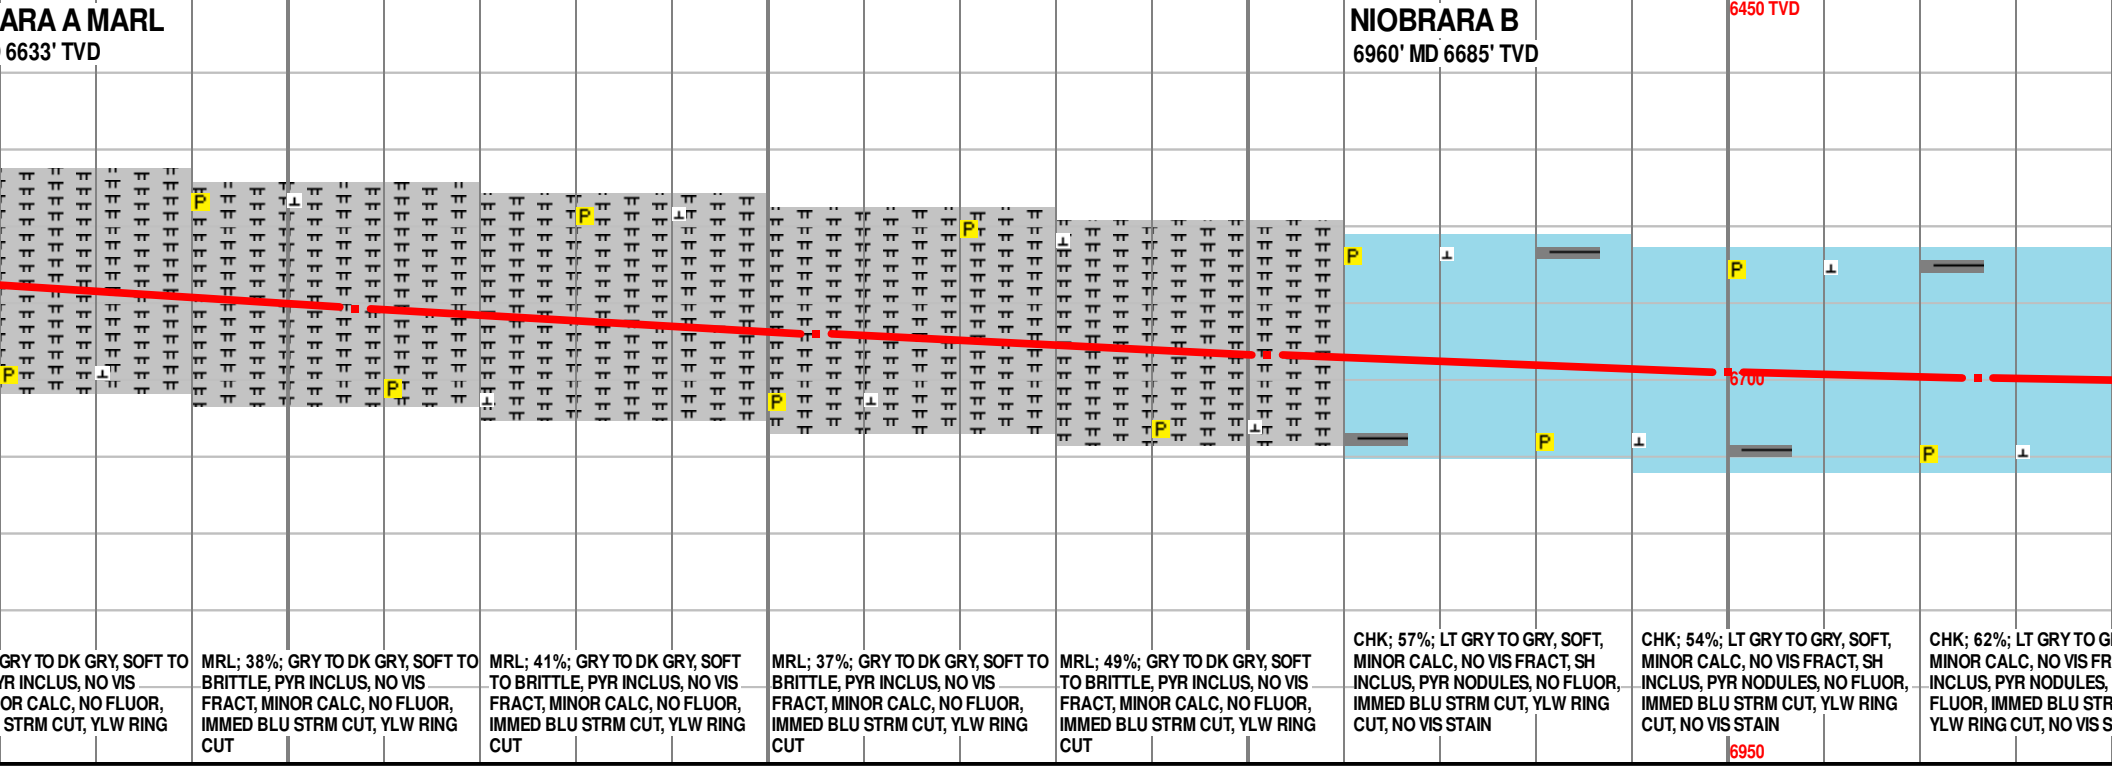 ARA A MARL
6633' TVD
NIOBRARA B
6960' MD 6685' TVD
6450 TVD
P
P
P
P
P
P
P
P
P
P
P
P
6700
6950
GRY TO DK GRY, SOFT TO
YR INCLUS, NO VIS
OR CALC, NO FLUOR,
STRM CUT, YLW RING
MRL; 38%; GRY TO DK GRY, SOFT TO
BRITTLE, PYR INCLUS, NO VIS
FRACT, MINOR CALC, NO FLUOR,
IMMED BLU STRM CUT, YLW RING
CUT
MRL; 41%; GRY TO DK GRY, SOFT
TO BRITTLE, PYR INCLUS, NO VIS
FRACT, MINOR CALC, NO FLUOR,
IMMED BLU STRM CUT, YLW RING
CUT
MRL; 37%; GRY TO DK GRY, SOFT TO
BRITTLE, PYR INCLUS, NO VIS
FRACT, MINOR CALC, NO FLUOR,
IMMED BLU STRM CUT, YLW RING
CUT
MRL; 49%; GRY TO DK GRY, SOFT
TO BRITTLE, PYR INCLUS, NO VIS
FRACT, MINOR CALC, NO FLUOR,
IMMED BLU STRM CUT, YLW RING
CUT
CHK; 57%; LT GRY TO GRY, SOFT,
MINOR CALC, NO VIS FRACT, SH
INCLUS, PYR NODULES, NO FLUOR,
IMMED BLU STRM CUT, YLW RING
CUT, NO VIS STAIN
CHK; 54%; LT GRY TO GRY, SOFT,
MINOR CALC, NO VIS FRACT, SH
INCLUS, PYR NODULES, NO FLUOR,
IMMED BLU STRM CUT, YLW RING
CUT, NO VIS STAIN
CHK; 62%; LT GRY TO G
MINOR CALC, NO VIS FR
INCLUS, PYR NODULES,
FLUOR, IMMED BLU STR
YLW RING CUT, NO VIS S